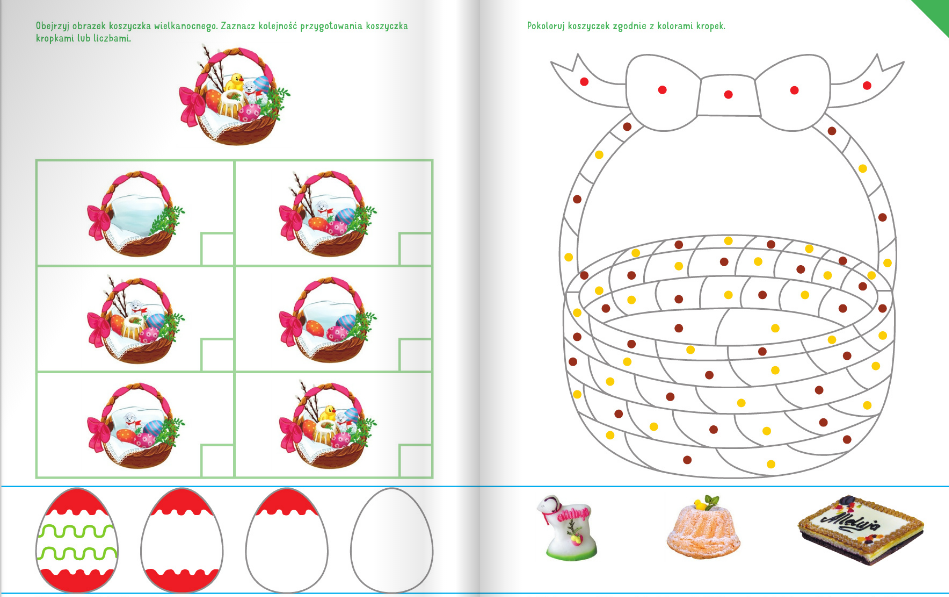 Obejrzyj obrazek koszyczka wielkanocnego. Zaznacz kolejność przygotowania koszyczka
kropkami lub liczbami.
Pokoloruj koszyczek zgodnie z kolorami kropek.
Alleluja